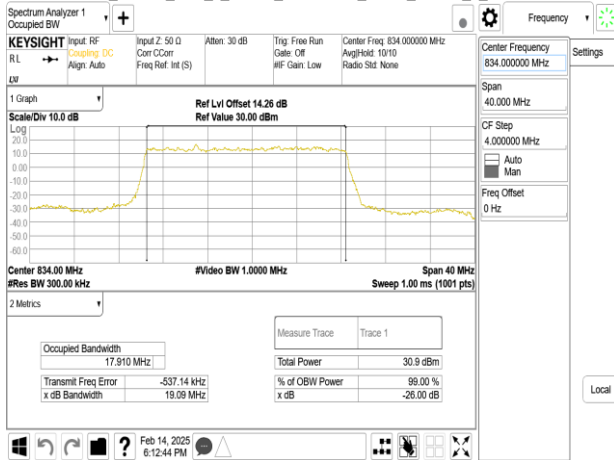 Spectrum Analyzer 1
Occupied BW
Frequency
KEYSIGHT
Input: RF
Coupling: DC
Align: Auto
Input Z: 50 Ω
Corr CCorr
Freq Ref: Int (S)
Atten: 30 dB
Trig: Free Run
Gate: Off
#IF Gain: Low
Center Freq: 834.000000 MHz
Avg|Hold: 10/10
Radio Std: None
R L
LXI
Center Frequency
834.000000 MHz
Settings
Span
40.000 MHz
CF Step
4.000000 MHz
Auto
Man
Freq Offset
0 Hz
Local
1 Graph
Scale/Div 10.0 dB
Ref Lvl Offset 14.26 dB
Ref Value 30.00 dBm
Log
20.0
10.0
0.00
-10.0
-20.0
-30.0
-40.0
-50.0
-60.0
Center 834.00 MHz
#Video BW 1.0000 MHz
Span 40 MHz
#Res BW 300.00 kHz
Sweep 1.00 ms (1001 pts)
2 Metrics
Measure Trace
Trace 1
Occupied Bandwidth
17.910 MHz
Total Power
30.9 dBm
Transmit Freq Error
-537.14 kHz
% of OBW Power
99.00 %
x dB Bandwidth
19.09 MHz
x dB
-26.00 dB
Feb 14, 2025
6:12:44 PM